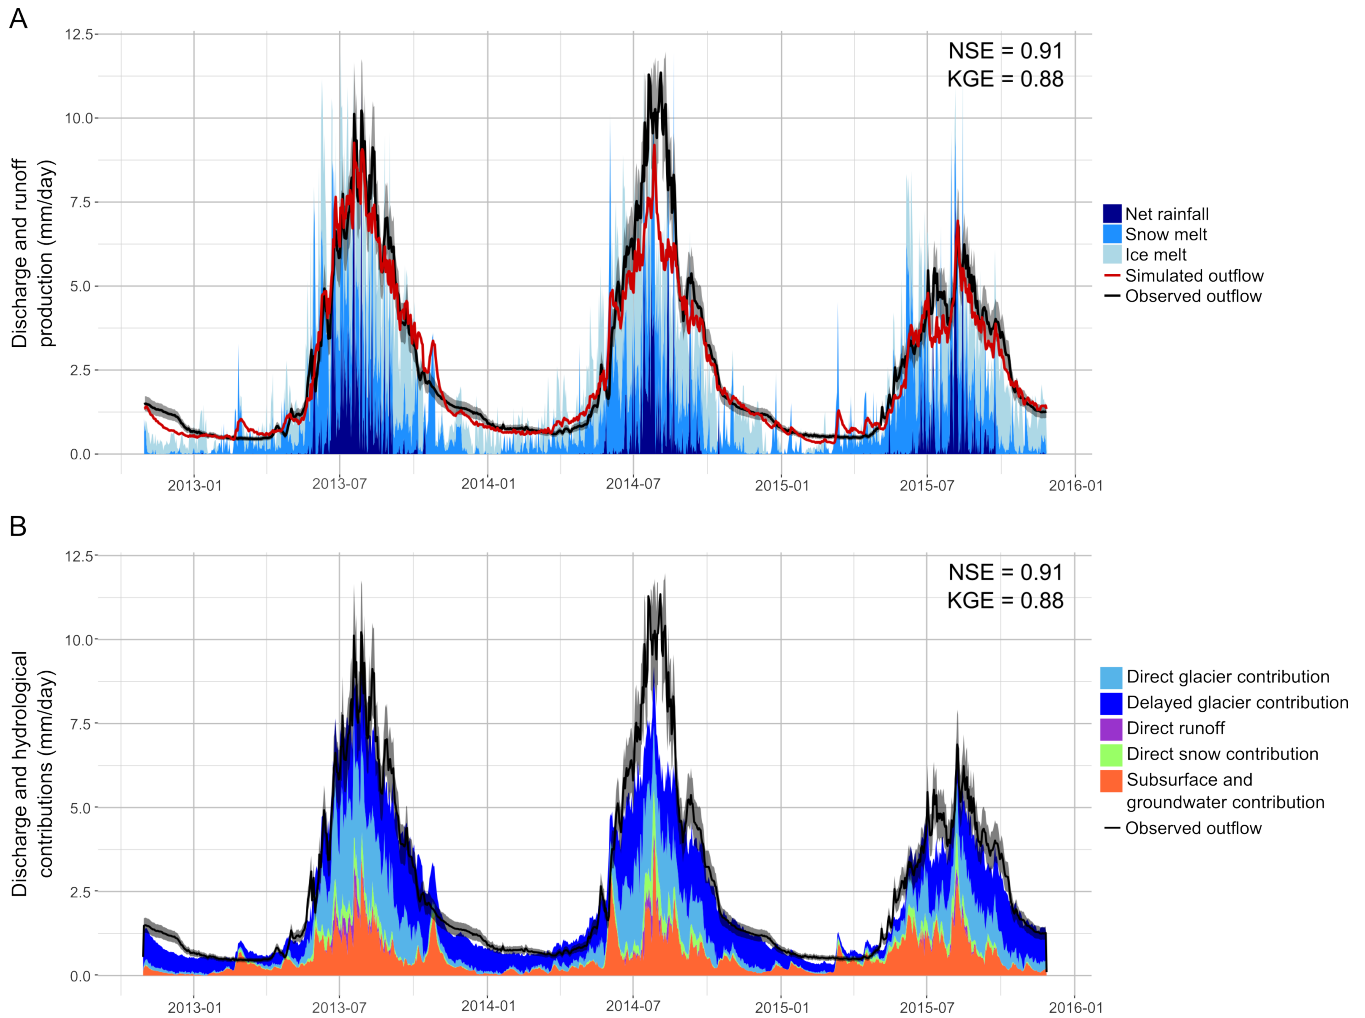 A
12.5
10.0
7.5
5.0
2.5
0.0
Discharge and runoff
production (mm/day)
NSE = 0.91
KGE = 0.88
Net rainfall
Snow melt
Ice melt
Simulated outflow
Observed outflow
2013-01
2013-07
2014-01
2014-07
2015-01
2015-07
2016-01
B
12.5
10.0
7.5
5.0
2.5
0.0
Discharge and hydrological
contributions (mm/day)
NSE = 0.91
KGE = 0.88
Direct glacier contribution
Delayed glacier contribution
Direct runoff
Direct snow contribution
Subsurface and
groundwater contribution
Observed outflow
2013-01
2013-07
2014-01
2014-07
2015-01
2015-07
2016-01